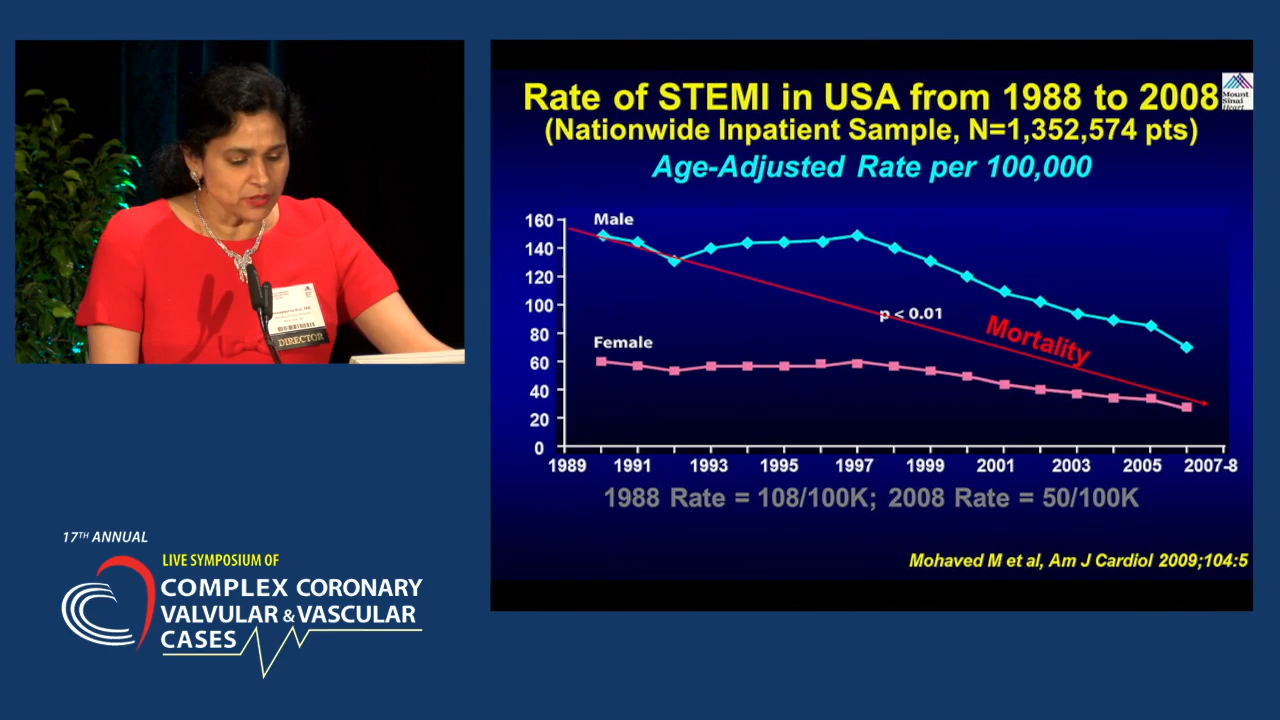 Rate of STEMI in USA from 1988 to 2008
Mount
Sinai
Heart
(Nationwide Inpatient Sample, N=1,352,574 pts)
Age-Adjusted Rate per 100,000
160
140
120
100
80
60
40
20
0
Male
Female
p < 0.01
Mortality
1989 1991 1993 1995 1997 1999 2001 2003 2005 2007-8
1988 Rate = 108/100K; 2008 Rate = 50/100K
Mohaved M et al, Am J Cardiol 2009;104:5
DIRECTOR
17TH ANNUAL
LIVE SYMPOSIUM OF
COMPLEX CORONARY
VALVULAR & VASCULAR
CASES